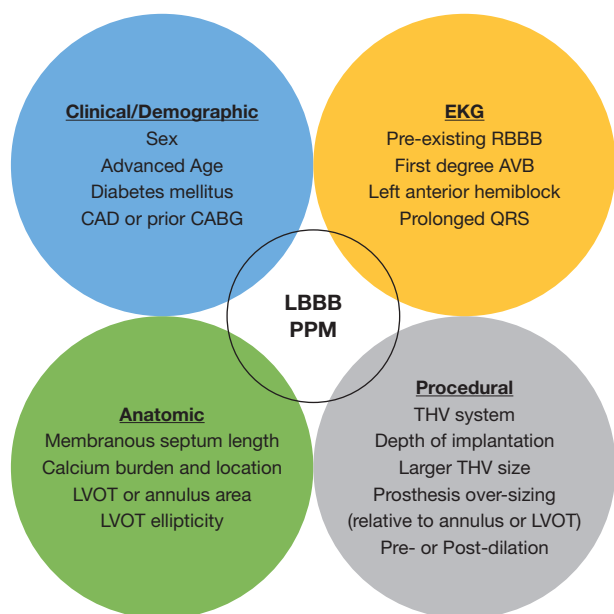 Clinical/Demographic
Sex
Advanced Age
Diabetes mellitus
CAD or prior CABG
EKG
Pre-existing RBBB
First degree AVB
Left anterior hemiblock
Prolonged QRS
LBBB
PPM
Anatomic
Membranous septum length
Calcium burden and location
LVOT or annulus area
LVOT ellipticity
Procedural
THV system
Depth of implantation
Larger THV size
Prosthesis over-sizing
(relative to annulus or LVOT)
Pre- or Post-dilation